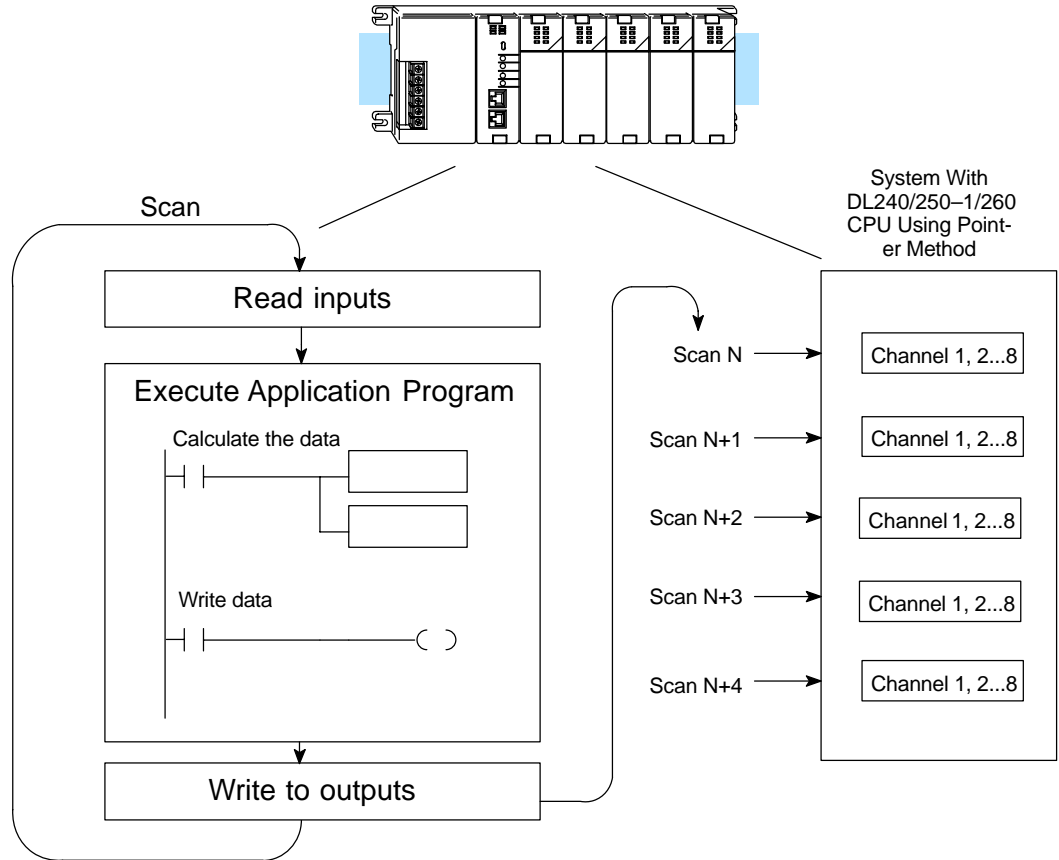 System With
DL240/250–1/260
CPU Using Point-
er Method
Scan
Read inputs
Execute Application Program
Calculate the data
Write data
Write to outputs
Scan N
Channel 1, 2...8
Scan N+1
Channel 1, 2...8
Scan N+2
Channel 1, 2...8
Scan N+3
Channel 1, 2...8
Scan N+4
Channel 1, 2...8